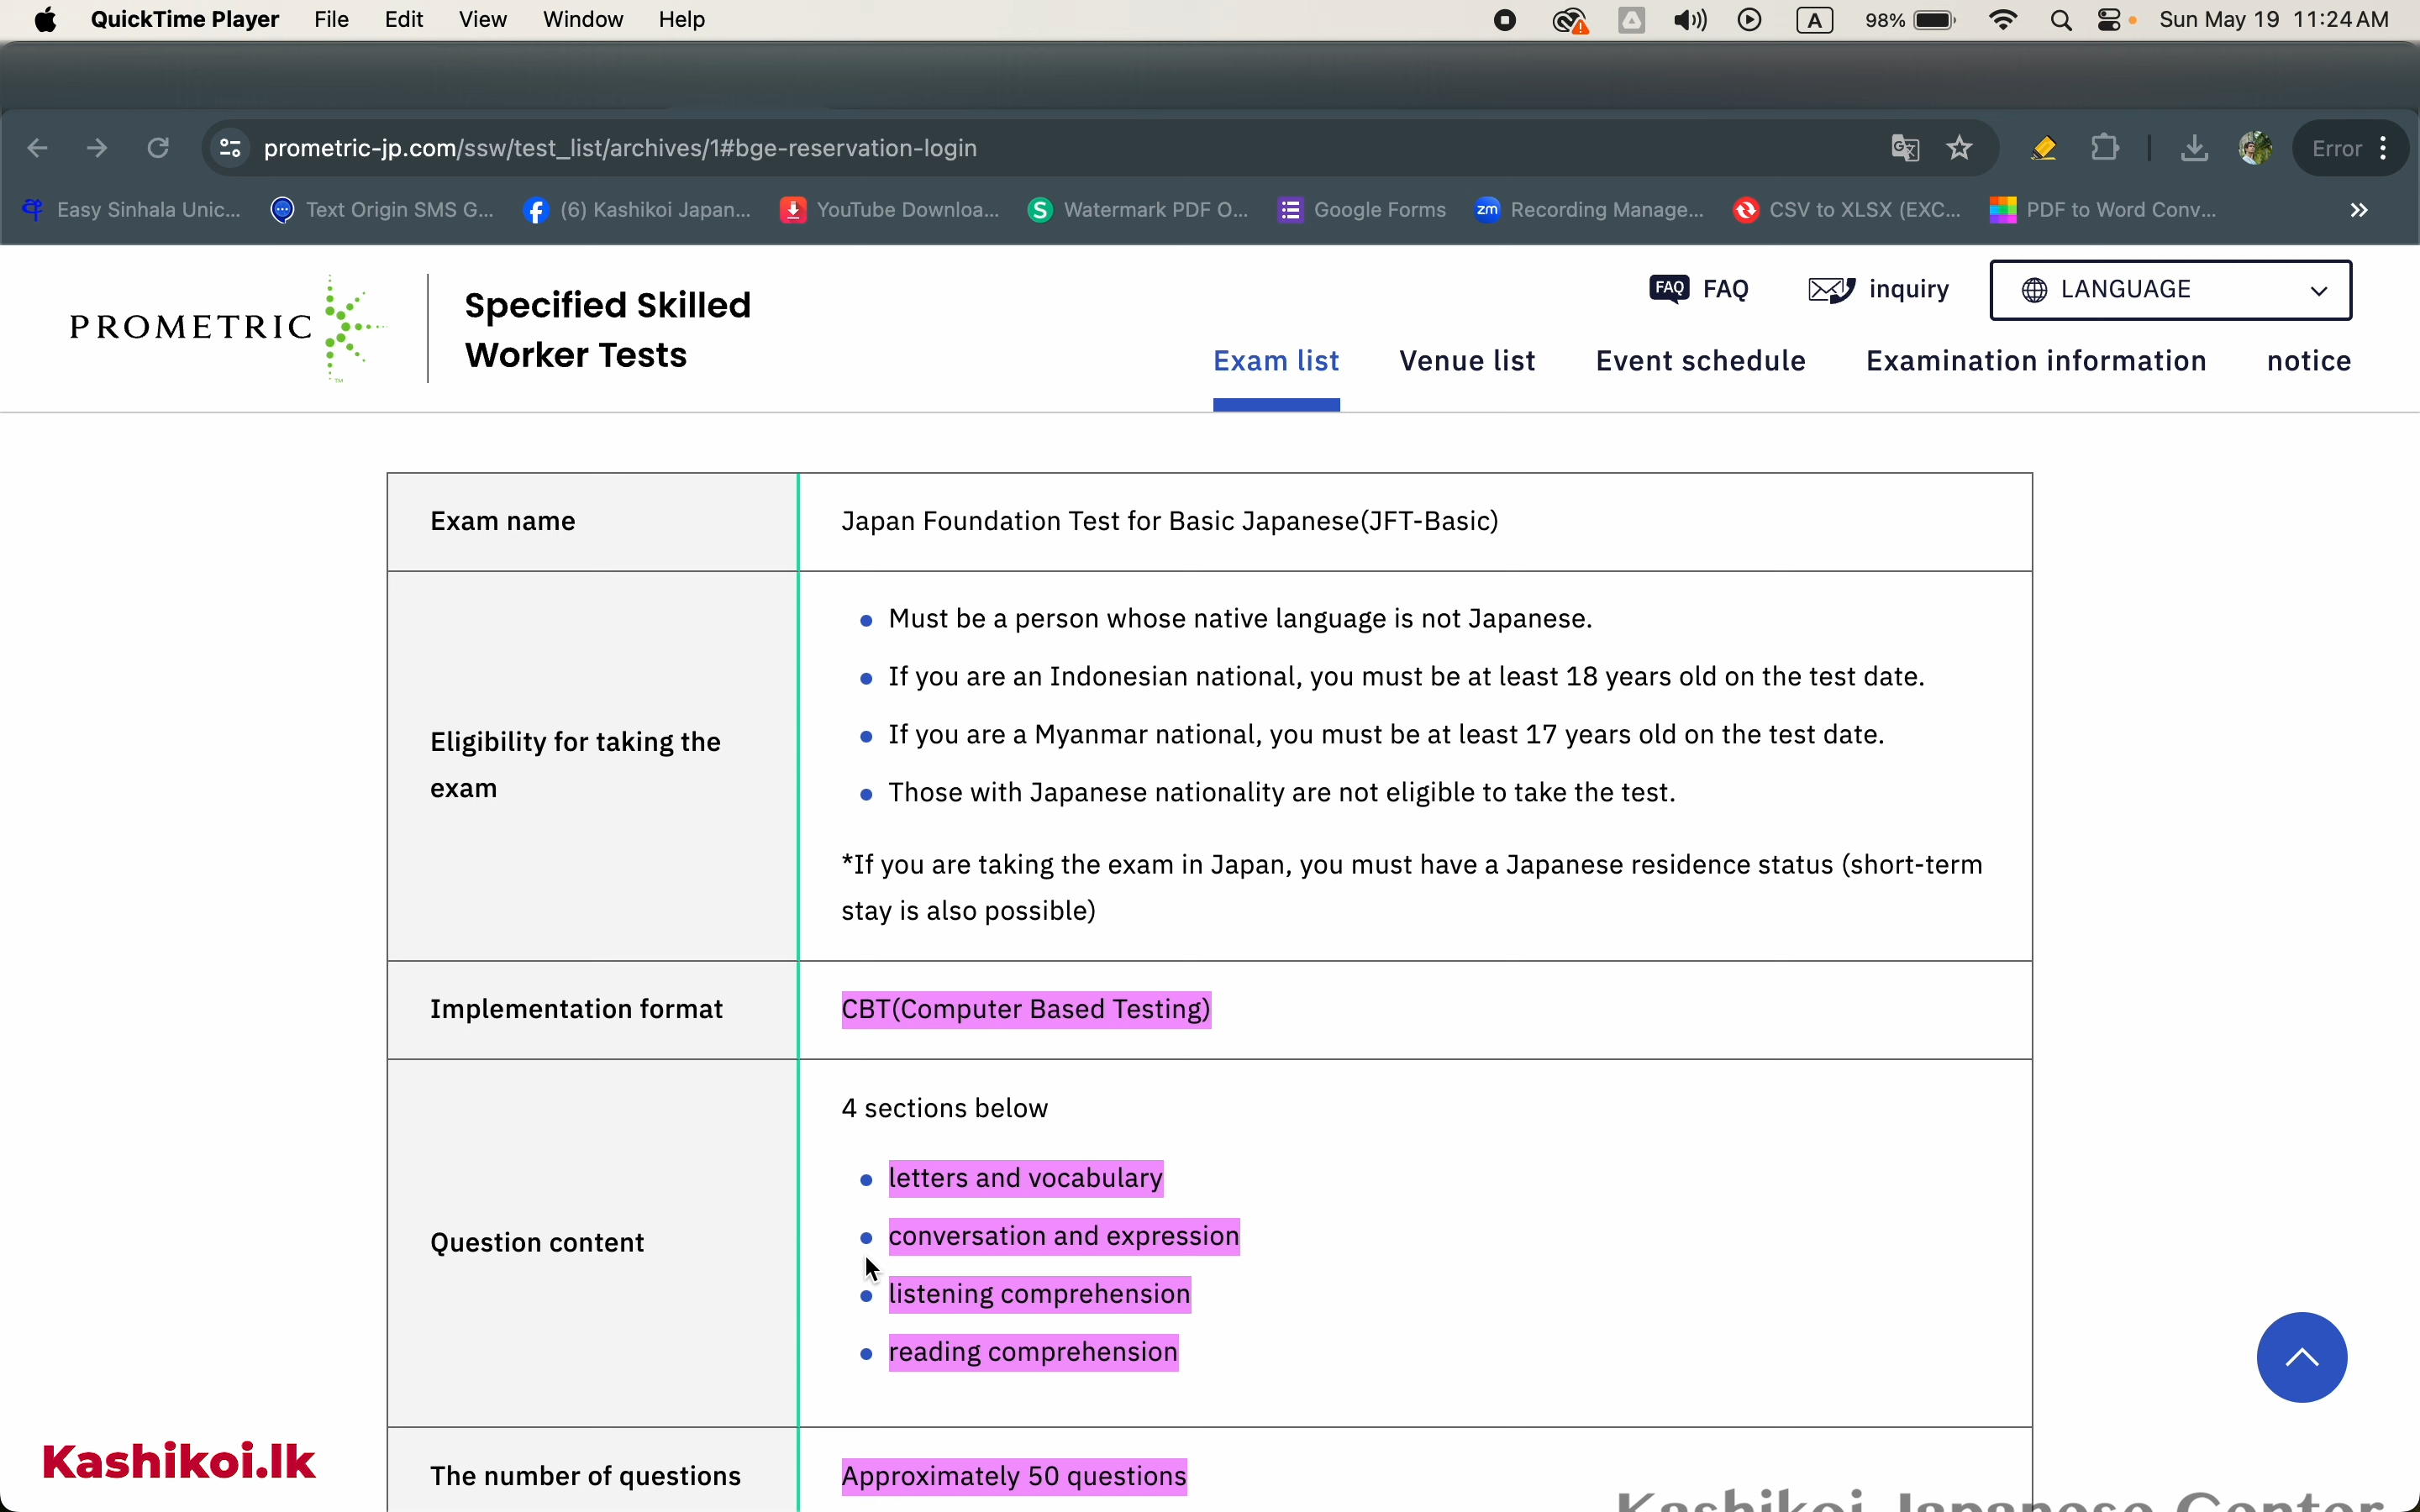 QuickTime Player File Edit View Window Help
A 98% Sun May 19 11:24 AM
prometric-jp.com/ssw/test_list/archives/1#bge-reservation-login
Error
Easy Sinhala Unic... Text Origin SMS G... (6) Kashikoi Japan... YouTube Downloa... Watermark PDF O... Google Forms zm Recording Manage... CSV to XLSX (EXC... PDF to Word Conv...
PROMETRIC
Specified Skilled
Worker Tests
FAQ FAQ inquiry LANGUAGE
Exam list Venue list Event schedule Examination information notice
Exam name Japan Foundation Test for Basic Japanese(JFT-Basic)
Eligibility for taking the
exam
Must be a person whose native language is not Japanese.
If you are an Indonesian national, you must be at least 18 years old on the test date.
If you are a Myanmar national, you must be at least 17 years old on the test date.
Those with Japanese nationality are not eligible to take the test.
*If you are taking the exam in Japan, you must have a Japanese residence status (short-term
stay is also possible)
Implementation format CBT(Computer Based Testing)
Question content
4 sections below
letters and vocabulary
conversation and expression
listening comprehension
reading comprehension
The number of questions Approximately 50 questions
Kashikoi.lk
Kashikoi Japanese Center